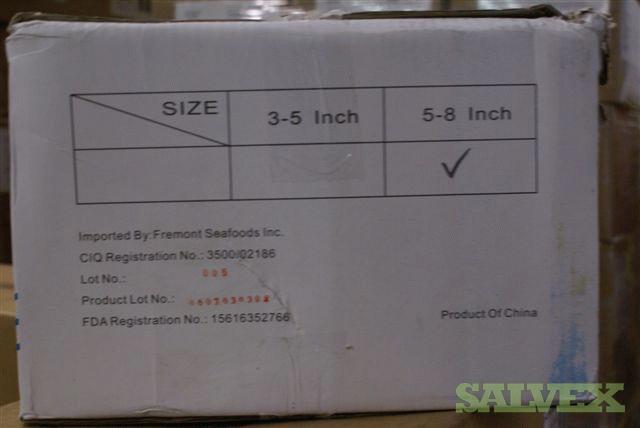 SIZE 3-5 Inch 5-8 Inch
✓
Imported By:Fremont Seafoods Inc.
CIQ Registration No.: 3500/02186
Lot No.: 005
Product Lot No.:
FDA Registration No.: 15616352766
Product Of China
SALVEX